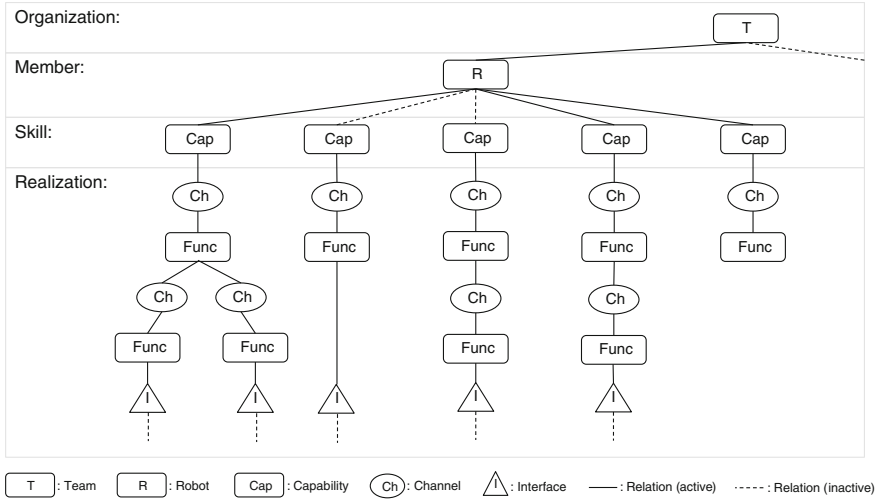 Organization:
T
Member:
R
Skill:
Cap Cap Cap Cap Cap
Realization:
Ch Ch Ch Ch Ch
Func Func Func Func Func
Ch Ch Ch Ch
Func Func Func Func
I I I I I
T : Team R : Robot Cap : Capability Ch : Channel I : Interface : Relation (active) : Relation (inactive)